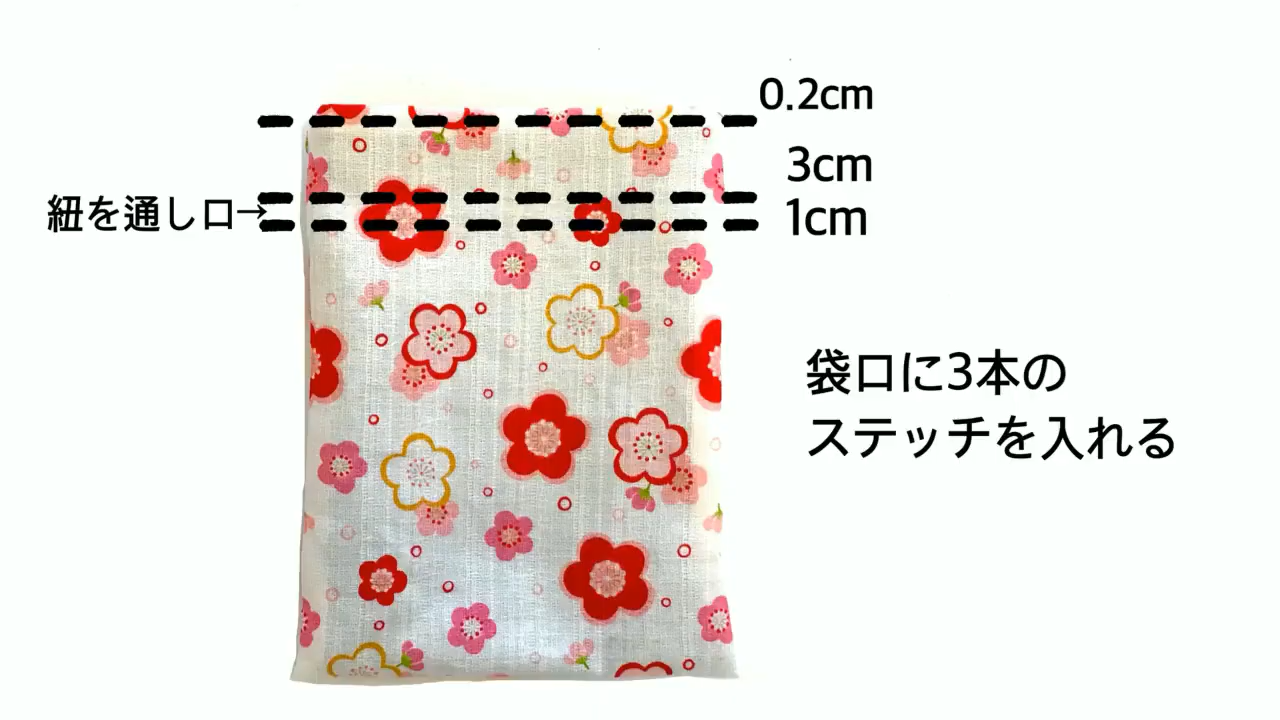 0.2cm
3cm
紐を通し口→
1cm
袋口に3本の
ステッチを入れる